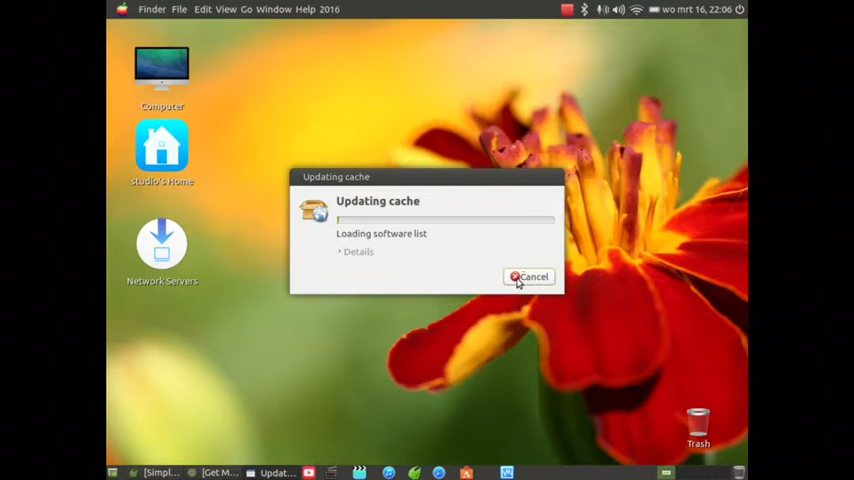 Finder File Edit View Go Window Help 2016
wo mrt 16, 22:06
Computer
studio's Home
Network Servers
Updating cache
Updating cache
Loading software list
Details
Cancel
Trash
[Simpl... [Get M... Updat...